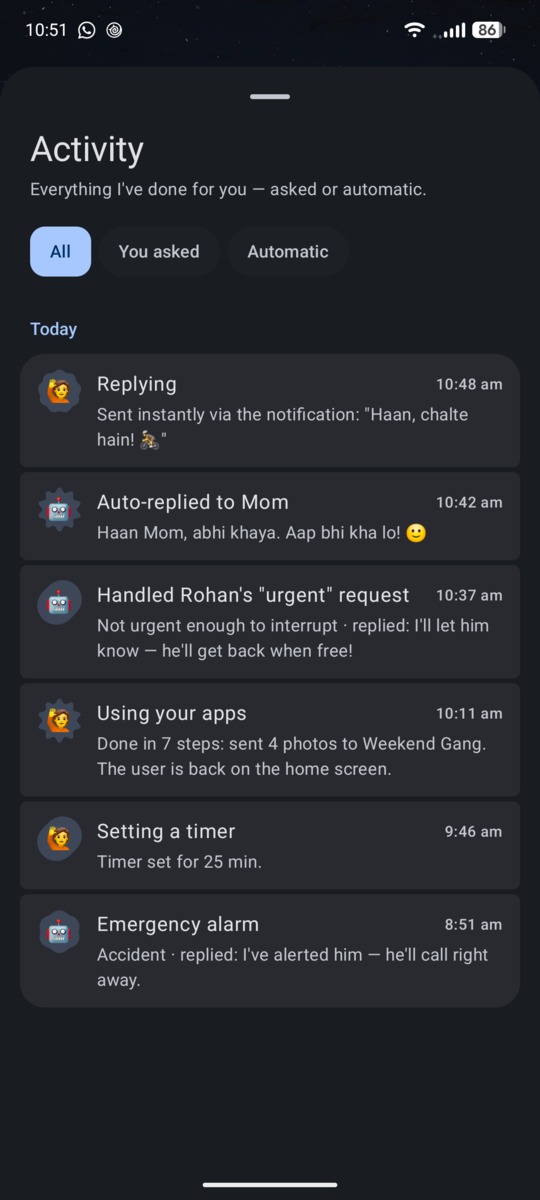 10:51
86
Activity
Everything I've done for you — asked or automatic.
All
You asked
Automatic
Today
Replying
10:48 am
Sent instantly via the notification: "Haan, chalte
hain! 🚴"
Auto-replied to Mom
10:42 am
Haan Mom, abhi khaya. Aap bhi kha lo! 🙂
Handled Rohan's "urgent" request
10:37 am
Not urgent enough to interrupt · replied: I'll let him
know — he'll get back when free!
Using your apps
10:11 am
Done in 7 steps: sent 4 photos to Weekend Gang.
The user is back on the home screen.
Setting a timer
9:46 am
Timer set for 25 min.
Emergency alarm
8:51 am
Accident · replied: I've alerted him — he'll call right
away.